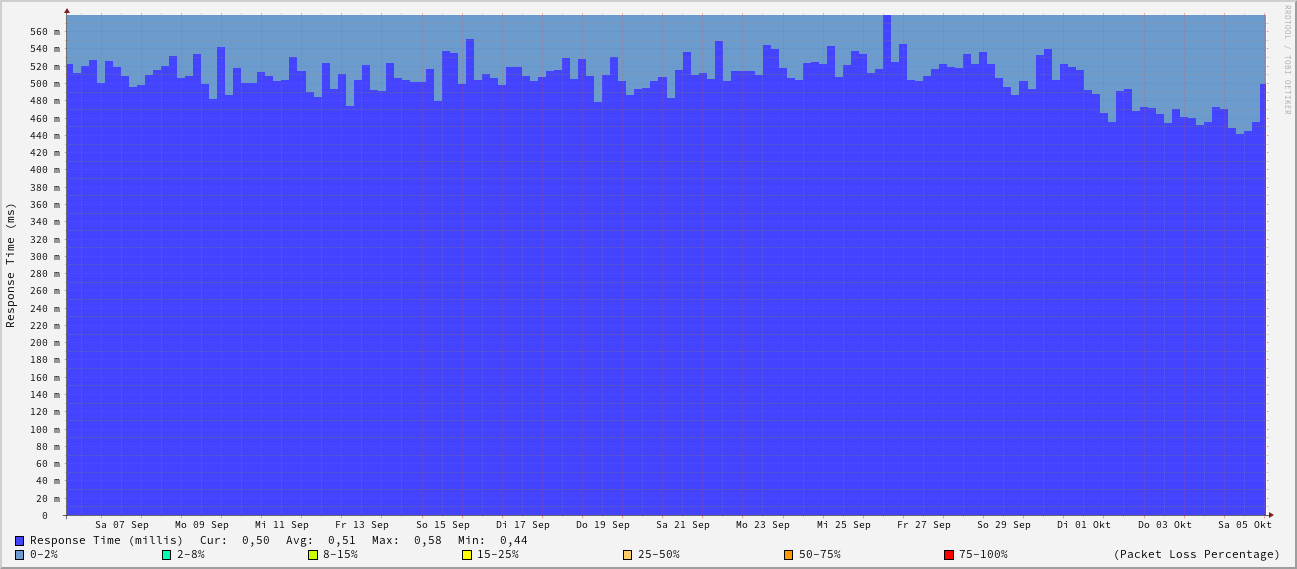 RRDTOOL / TOBI OETIKER
Response Time (ms)
560 m
540 m
520 m
500 m
480 m
460 m
440 m
420 m
400 m
380 m
360 m
340 m
320 m
300 m
280 m
260 m
240 m
220 m
200 m
180 m
160 m
140 m
120 m
100 m
80 m
60 m
40 m
20 m
0
Sa 07 Sep Mo 09 Sep Mi 11 Sep Fr 13 Sep So 15 Sep Di 17 Sep Do 19 Sep Sa 21 Sep Mo 23 Sep Mi 25 Sep Fr 27 Sep So 29 Sep Di 01 Okt Do 03 Okt Sa 05 Okt
Response Time (millis) Cur: 0,50 Avg: 0,51 Max: 0,58 Min: 0,44
0-2% 2-8% 8-15% 15-25% 25-50% 50-75% 75-100% (Packet Loss Percentage)